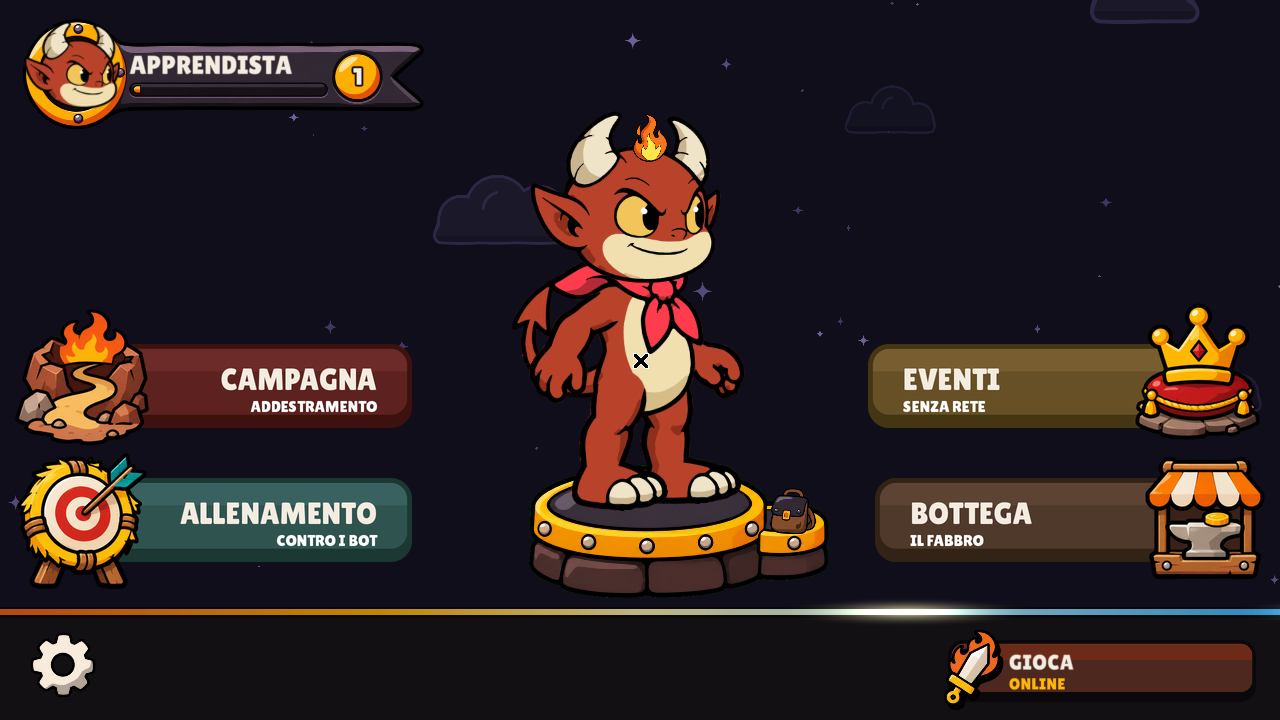 APPRENDISTA
1
CAMPAGNA
ADDESTRAMENTO
ALLENAMENTO
CONTRO I BOT
EVENTI
SENZA RETE
BOTTEGA
IL FABBRO
GIOCA
ONLINE